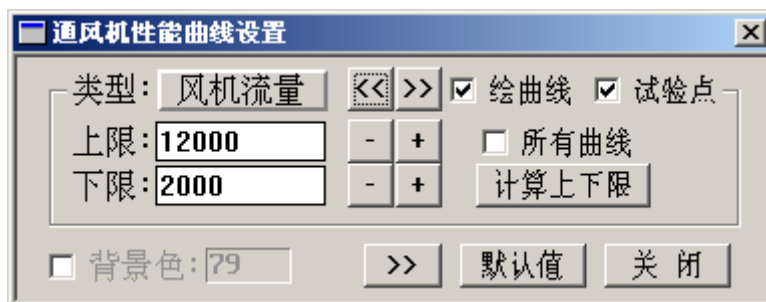 通风机性能曲线设置
类型: 风机流量 << >> 绘曲线 试验点
上限: 12000 - + 所有曲线
下限: 2000 - + 计算上下限
背景色: 79 >> 默认值 关 闭